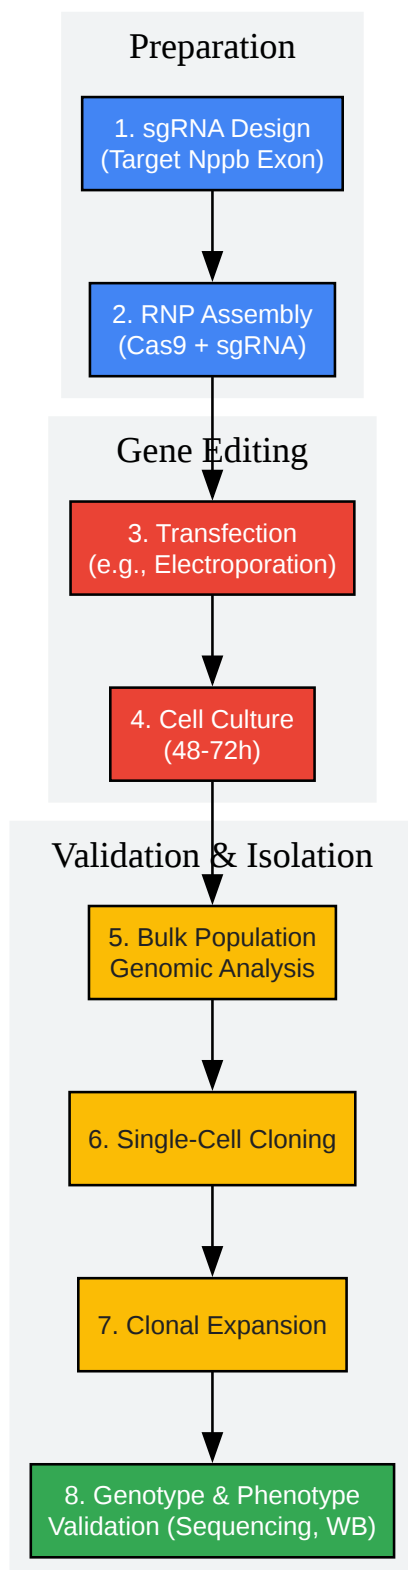 Preparation
1. sgRNA Design
(Target Nppb Exon)
2. RNP Assembly
(Cas9 + sgRNA)
Gene Editing
3. Transfection
(e.g., Electroporation)
4. Cell Culture
(48-72h)
Validation & Isolation
5. Bulk Population
Genomic Analysis
6. Single-Cell Cloning
7. Clonal Expansion
8. Genotype & Phenotype
Validation (Sequencing, WB)